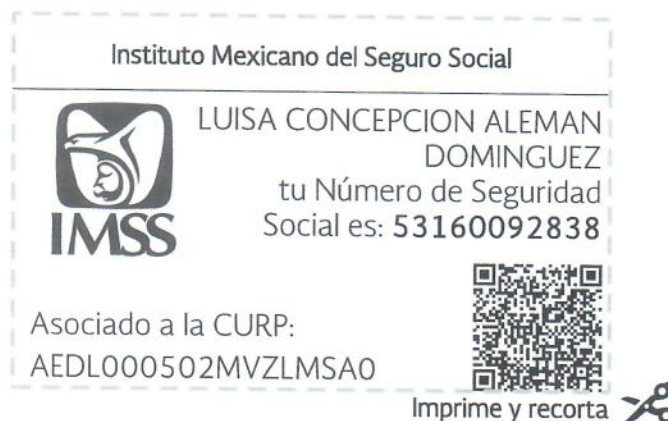 Instituto Mexicano del Seguro Social
LUISA CONCEPCION ALEMAN
DOMINGUEZ
tu Número de Seguridad
Social es: 53160092838
IMSS
Asociado a la CURP:
AEDL000502MVZLMSA0
Imprime y recorta